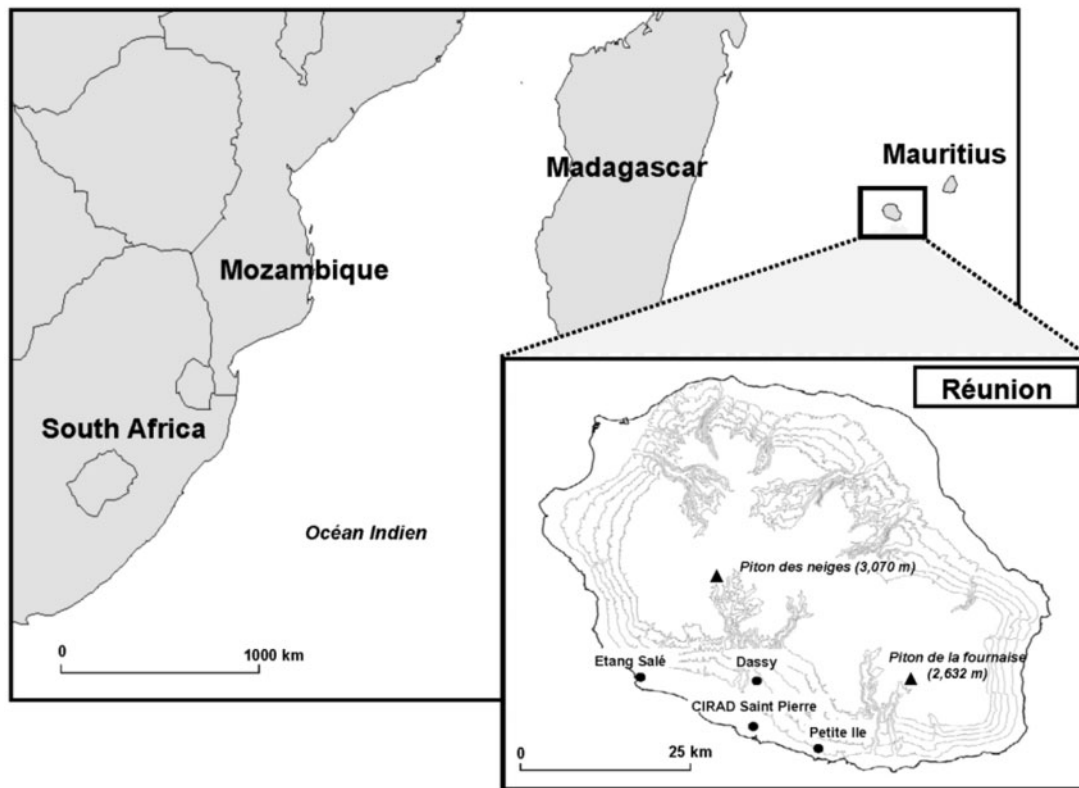 Madagascar
Mauritius
Mozambique
South Africa
Océan Indien
0
1000 km
Réunion
Piton des neiges (3,070 m)
Etang Salé
Dassy
Piton de la fournaise
(2,632 m)
CIRAD Saint Pierre
Petite Ile
0
25 km